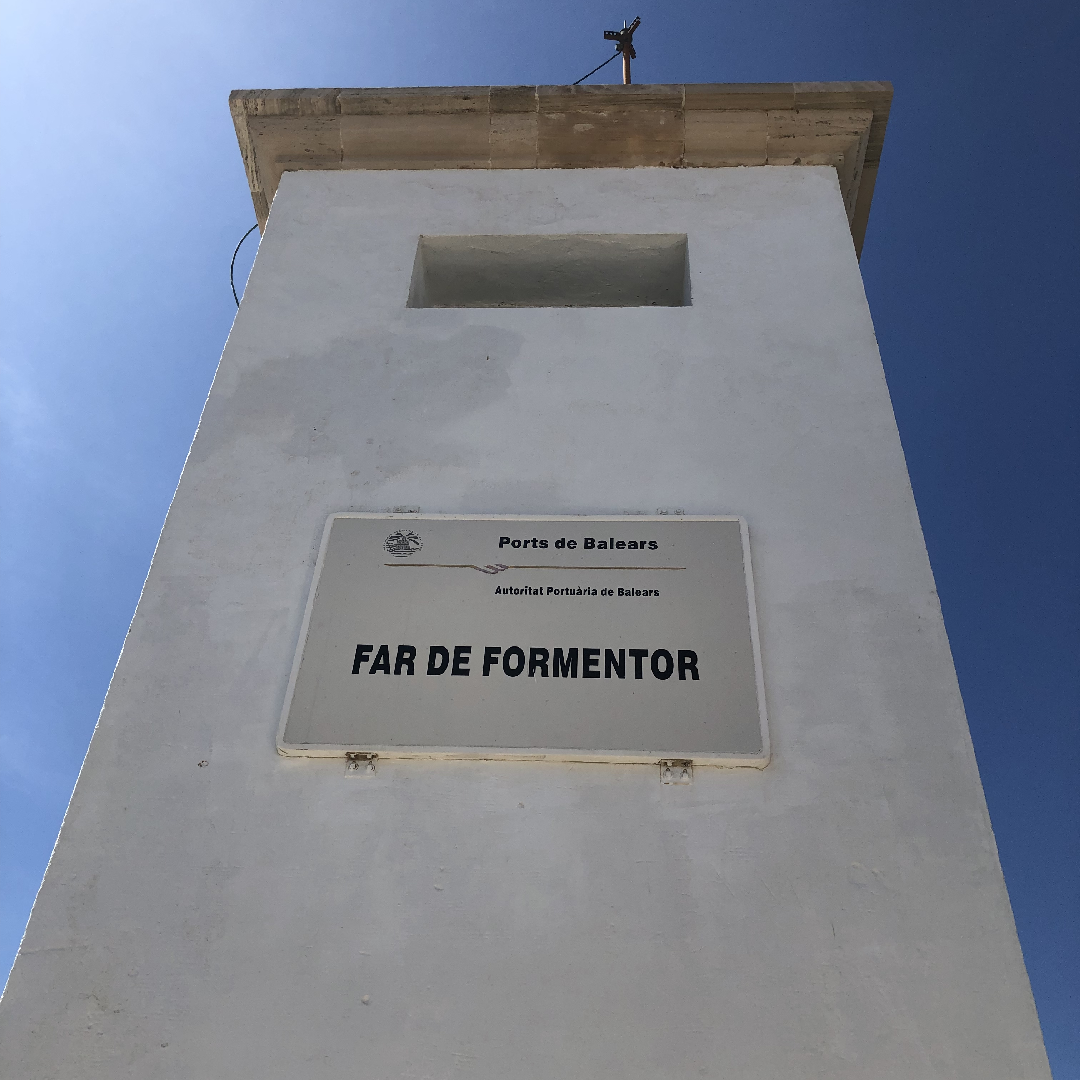 Ports de Balears
Autoritat Portuària de Balears
FAR DE FORMENTOR